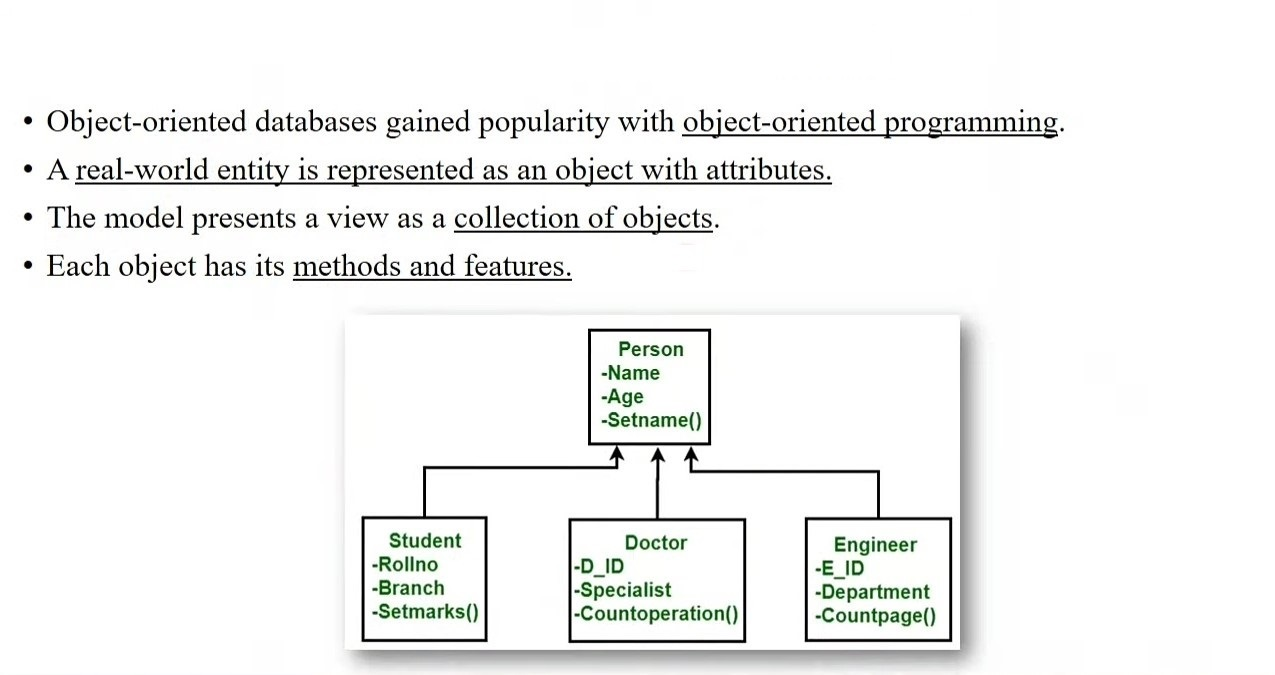 • Object-oriented databases gained popularity with object-oriented programming.
• A real-world entity is represented as an object with attributes.
• The model presents a view as a collection of objects.
• Each object has its methods and features.
Person
-Name
-Age
-Setname()
Student
-Rollno
-Branch
-Setmarks()
Doctor
-D_ID
-Specialist
-Countoperation()
Engineer
-E_ID
-Department
-Countpage()